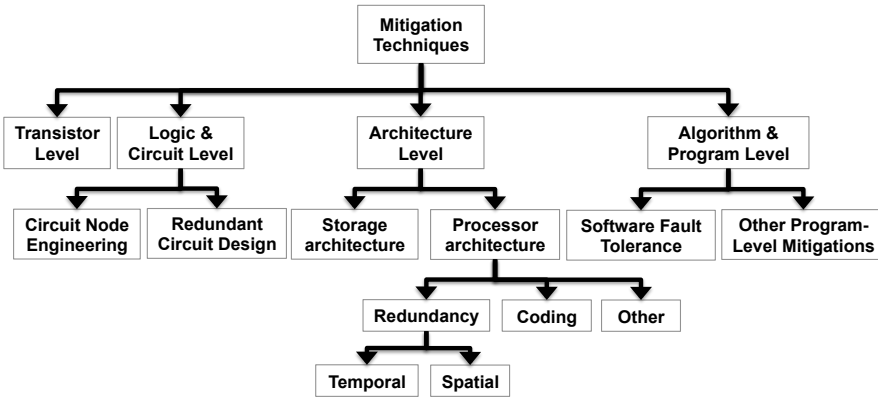 Mitigation
Techniques
Transistor
Level
Logic &
Circuit Level
Architecture
Level
Algorithm &
Program Level
Circuit Node
Engineering
Redundant
Circuit Design
Storage
architecture
Processor
architecture
Software Fault
Tolerance
Other Program-
Level Mitigations
Redundancy
Coding
Other
Temporal
Spatial